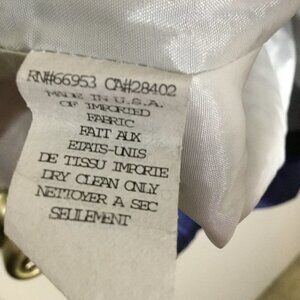 RN#66953 CA#28402
MADE IN U.S.A.
OF IMPORTED
FABRIC
FAIT AUX
ETATS-UNIS
DE TISSU IMPORTE
DRY CLEAN ONLY
NETTOYER A SEC
SEULEMENT